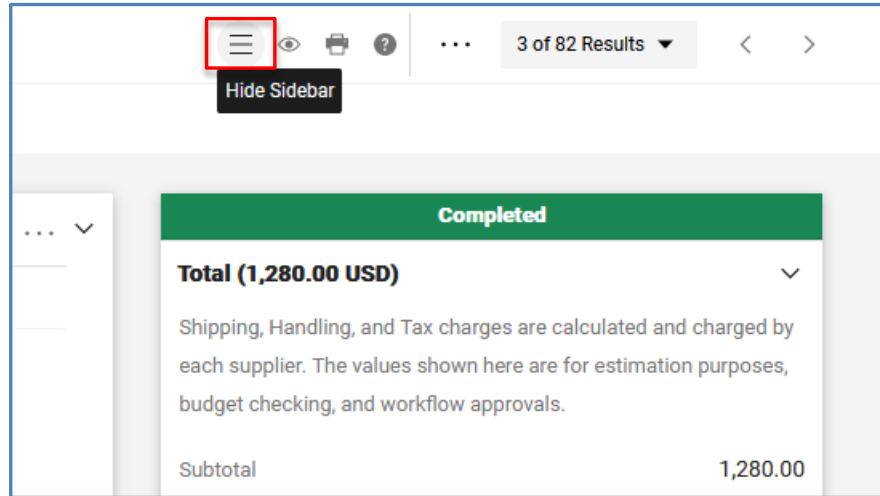 3 of 82 Results
Hide Sidebar
Completed
Total (1,280.00 USD)
Shipping, Handling, and Tax charges are calculated and charged by
each supplier. The values shown here are for estimation purposes,
budget checking, and workflow approvals.
Subtotal 1,280.00